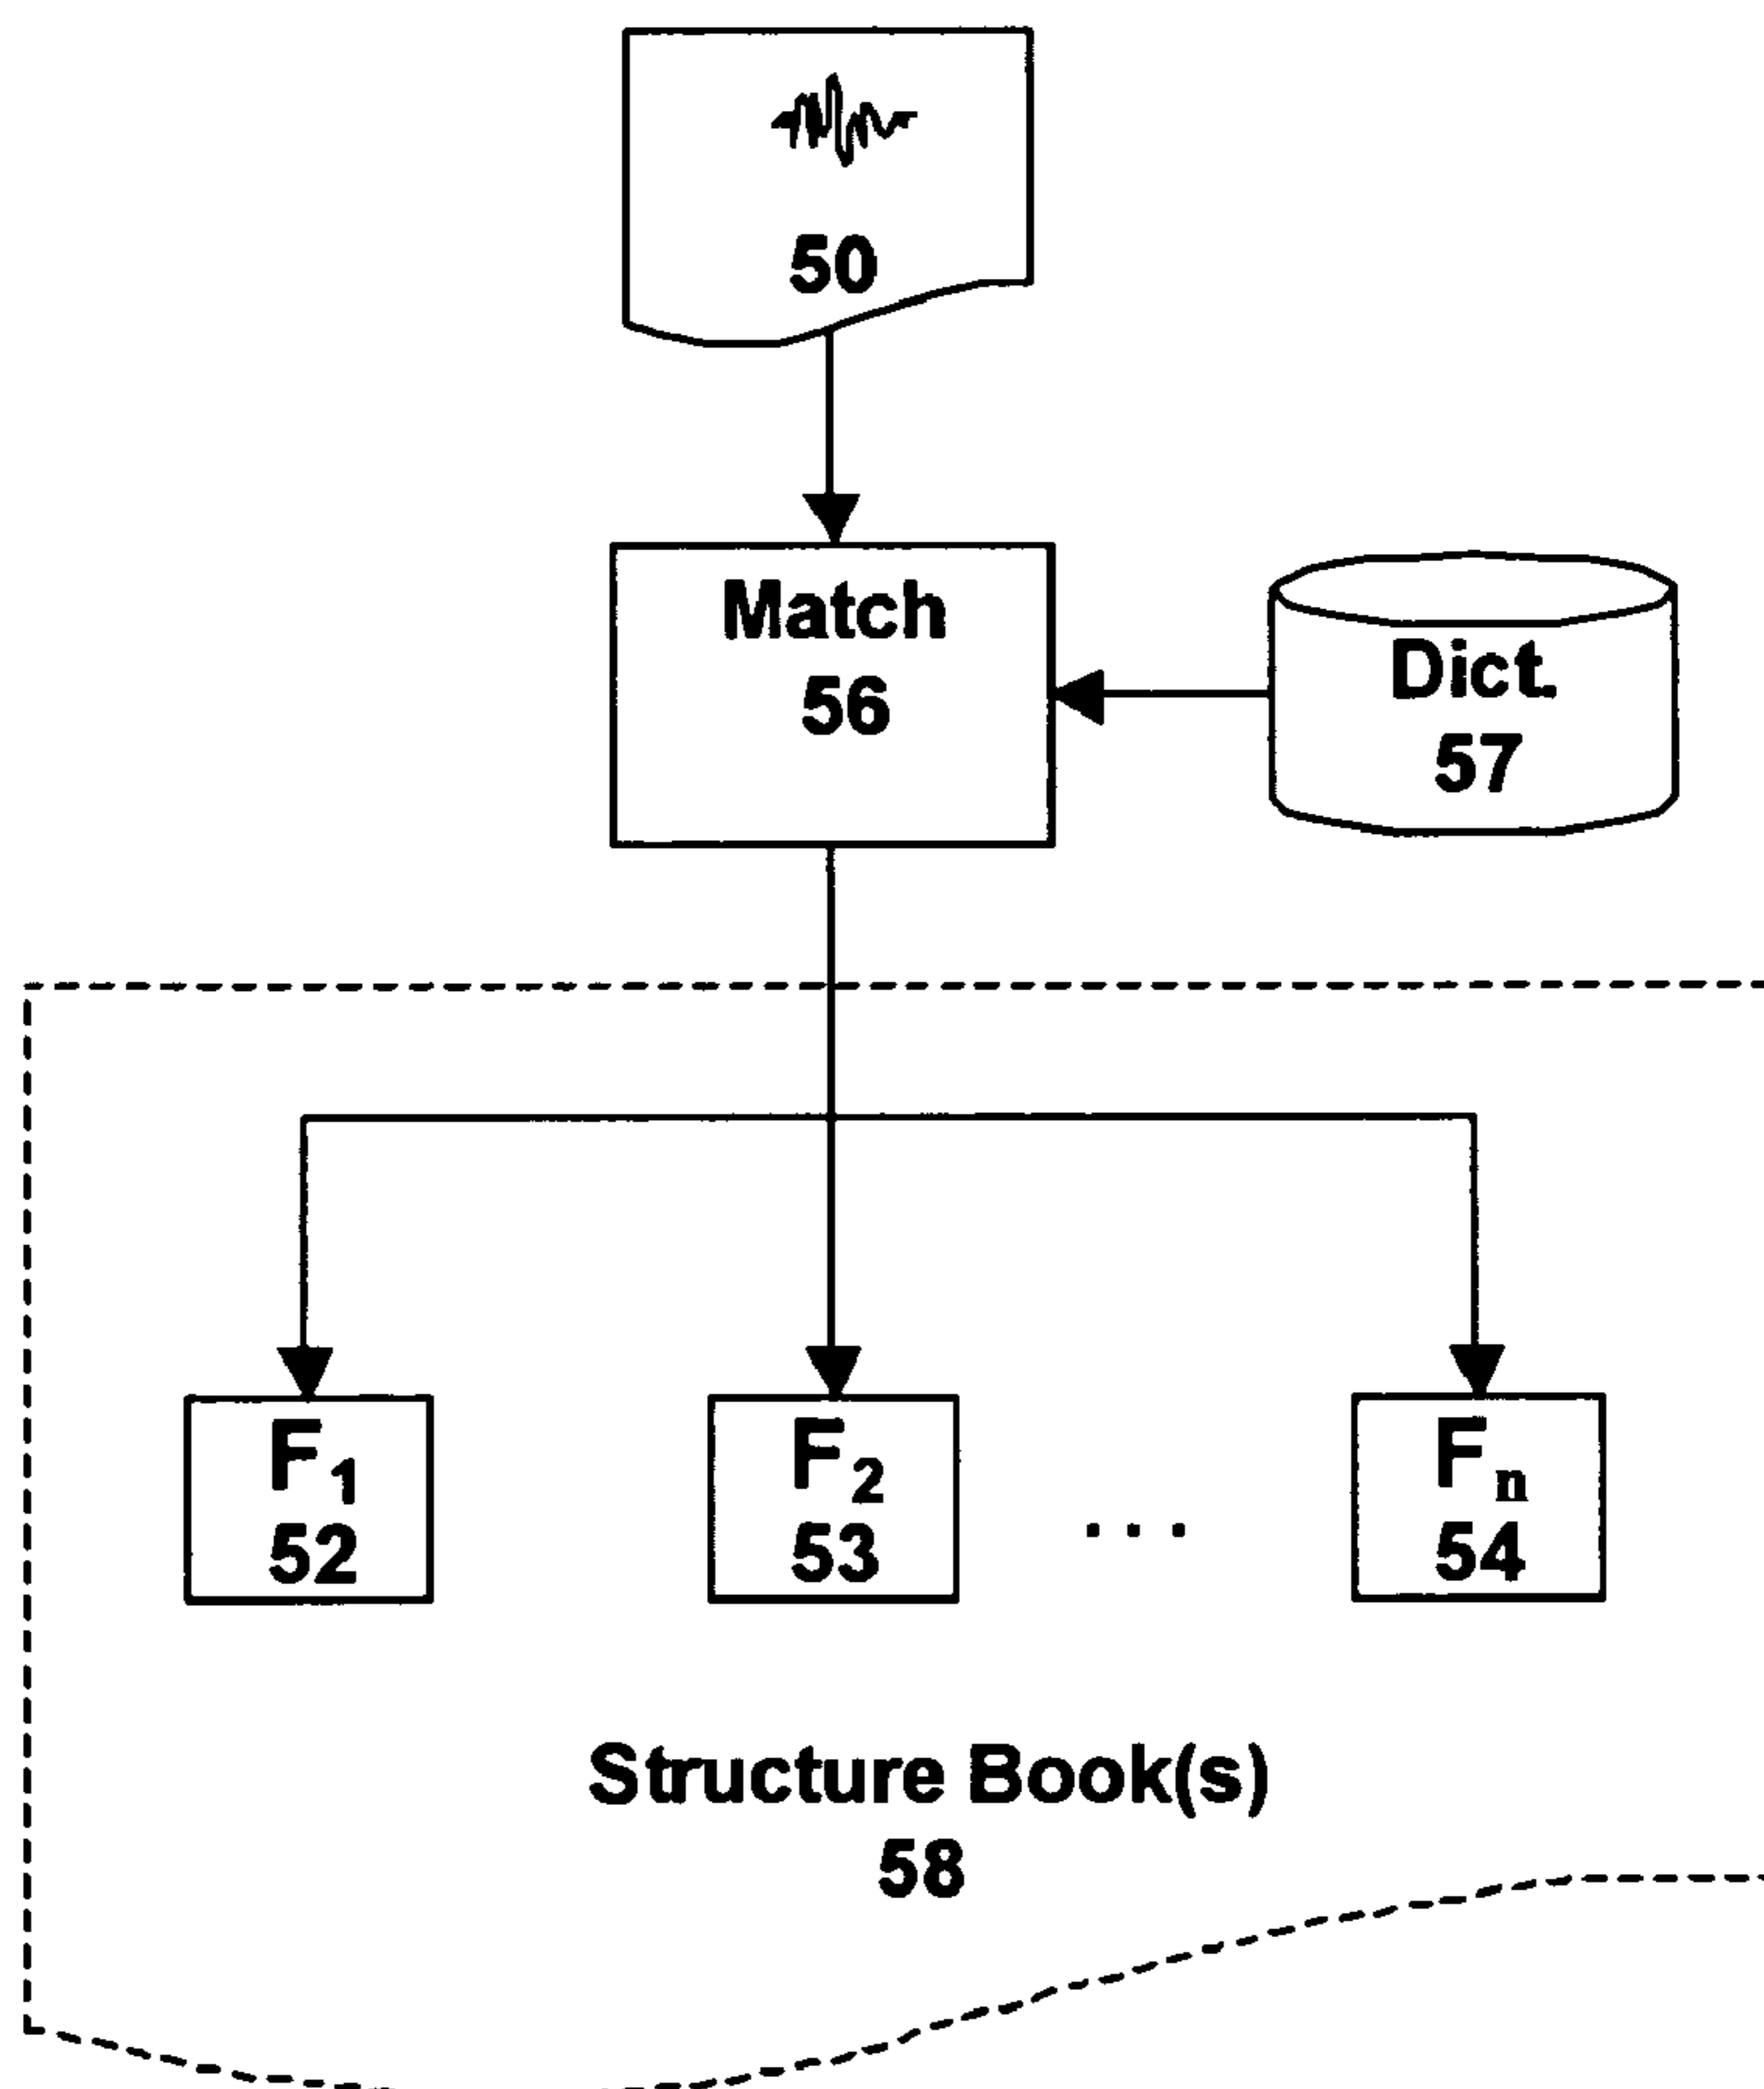 50
Match
56
Dict.
57
F1
52
F2
53
. . .
Fn
54
Structure Book(s)
58